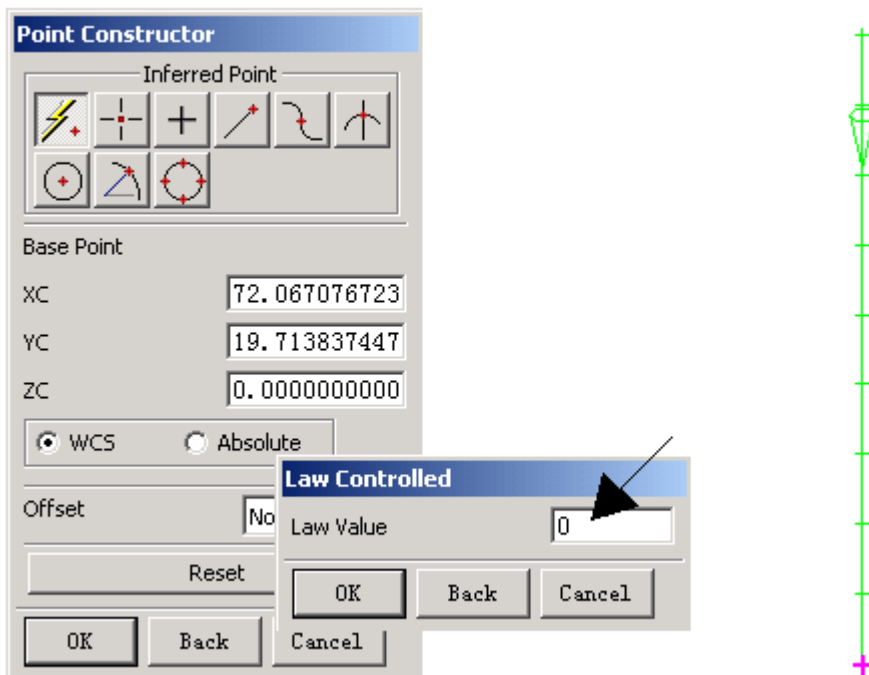 Point Constructor
Inferred Point
Base Point
XC 72.067076723
YC 19.713837447
ZC 0.0000000000
WCS Absolute
Offset No
Reset
OK Back Cancel
Law Controlled
Law Value 0
OK Back Cancel